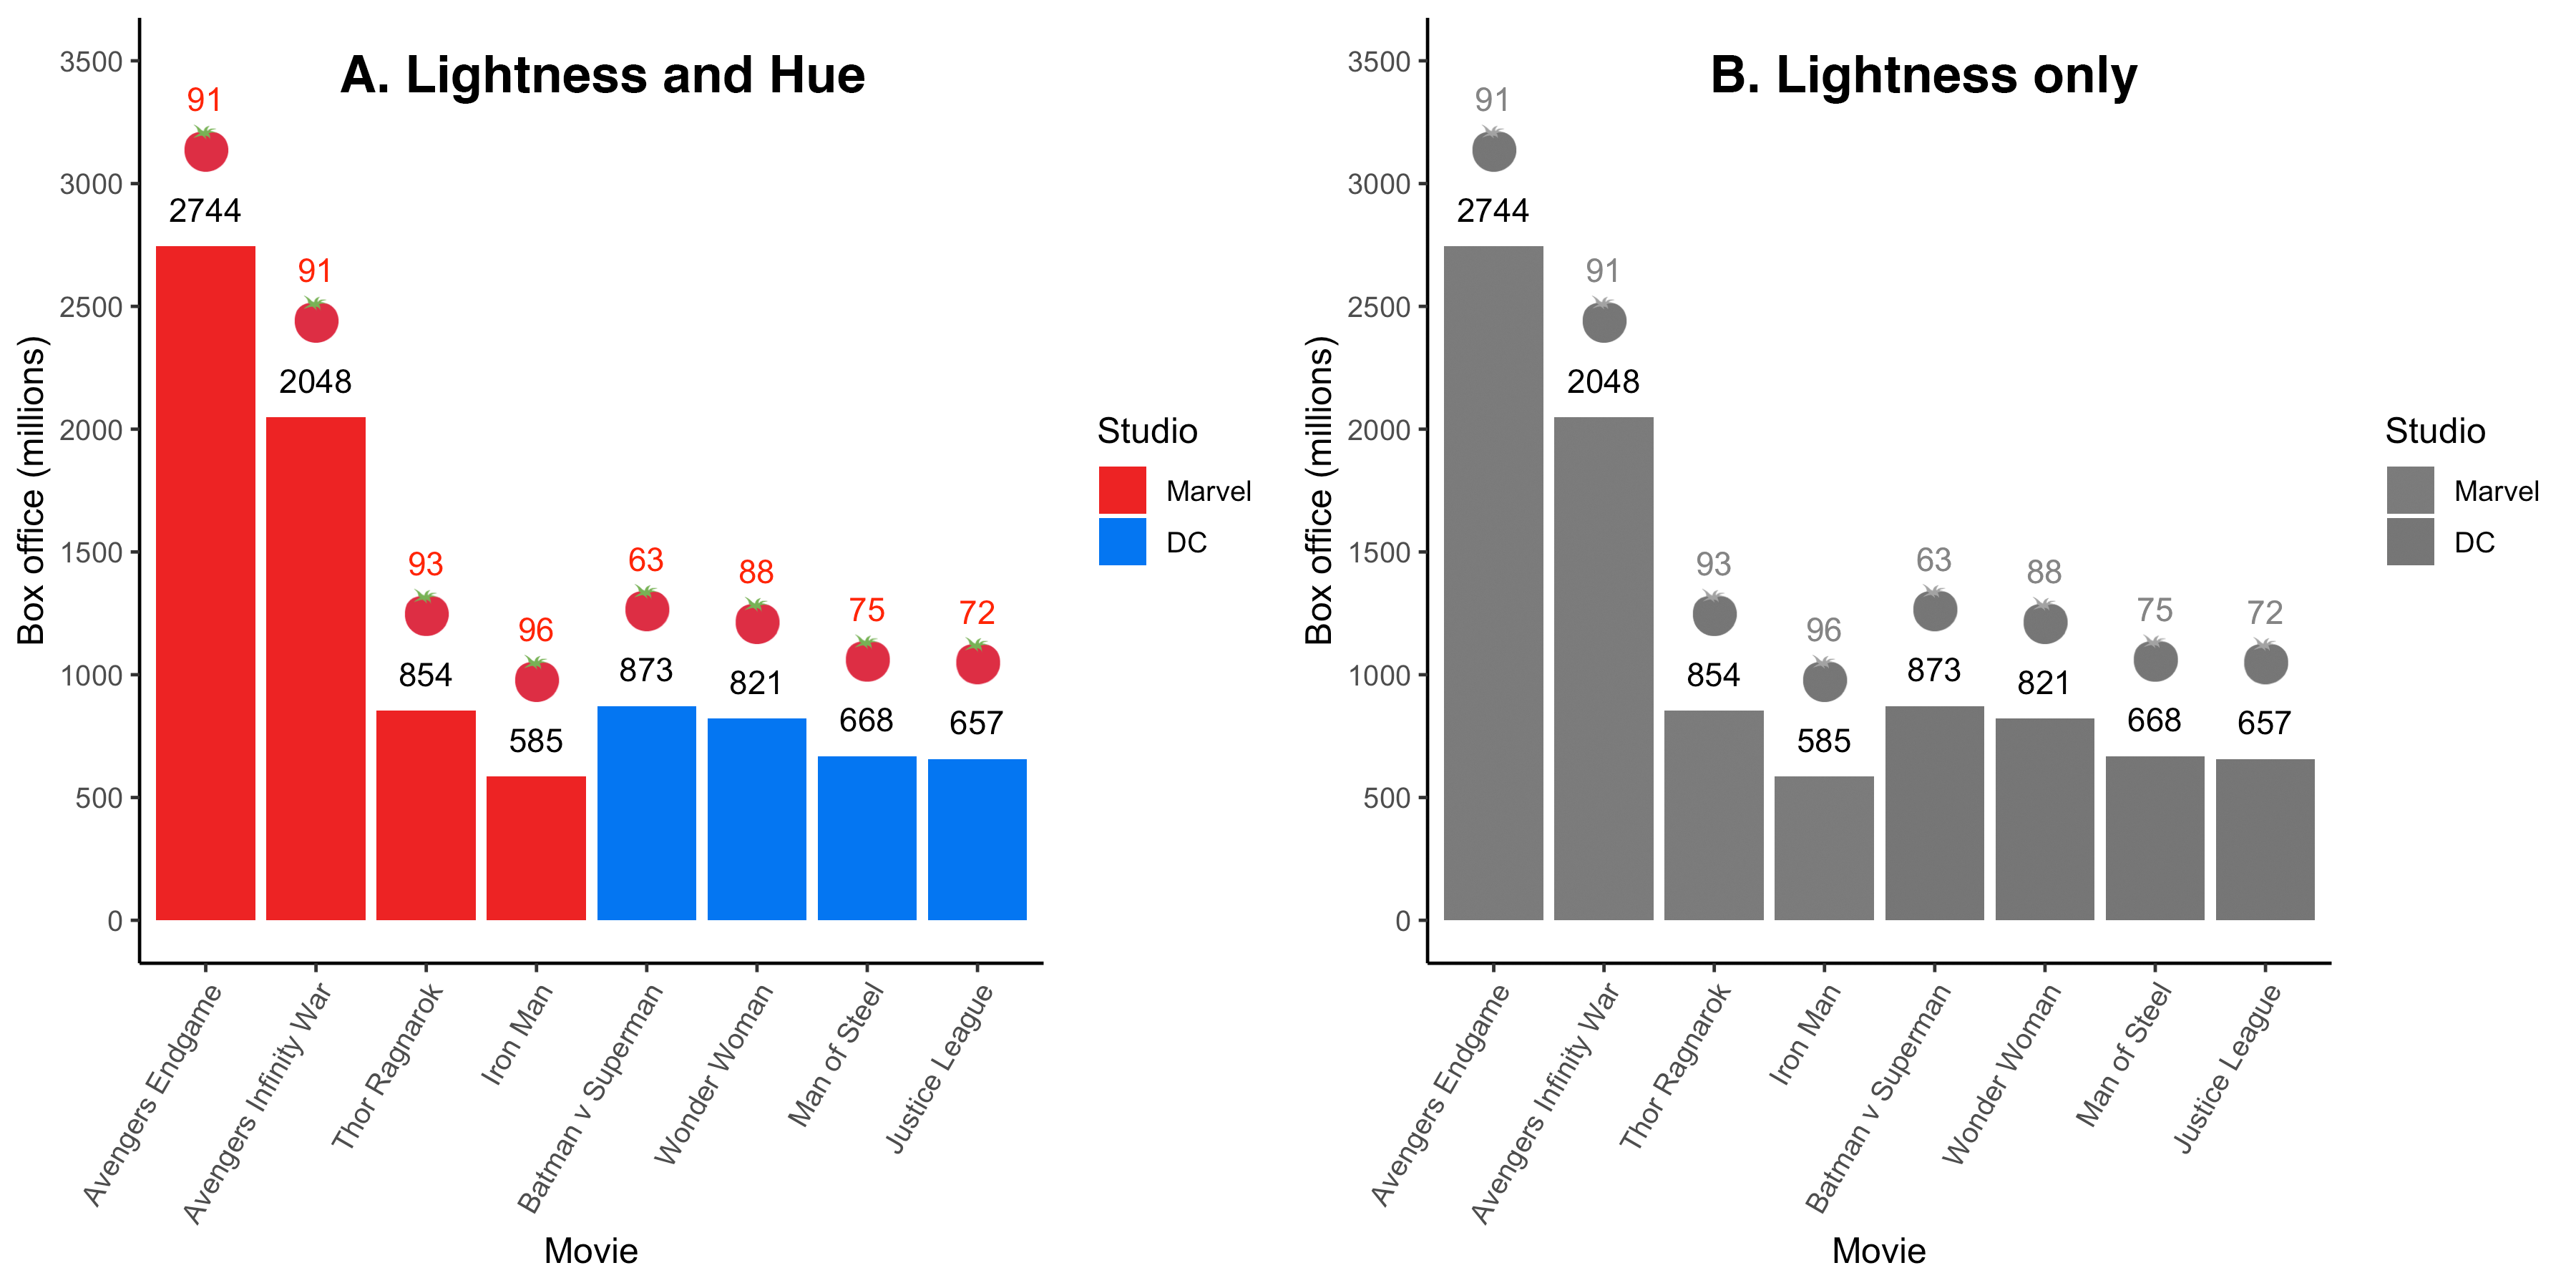 A. Lightness and Hue
Box office (millions)
3500
3000
2500
2000
1500
1000
500
0
91
2744
91
2048
93
854
96
585
63
873
88
821
75
668
72
657
Avengers Endgame
Avengers Infinity War
Thor Ragnarok
Iron Man
Batman v Superman
Wonder Woman
Man of Steel
Justice League
Movie
Studio
Marvel
DC
B. Lightness only
Box office (millions)
3500
3000
2500
2000
1500
1000
500
0
91
2744
91
2048
93
854
96
585
63
873
88
821
75
668
72
657
Avengers Endgame
Avengers Infinity War
Thor Ragnarok
Iron Man
Batman v Superman
Wonder Woman
Man of Steel
Justice League
Movie
Studio
Marvel
DC